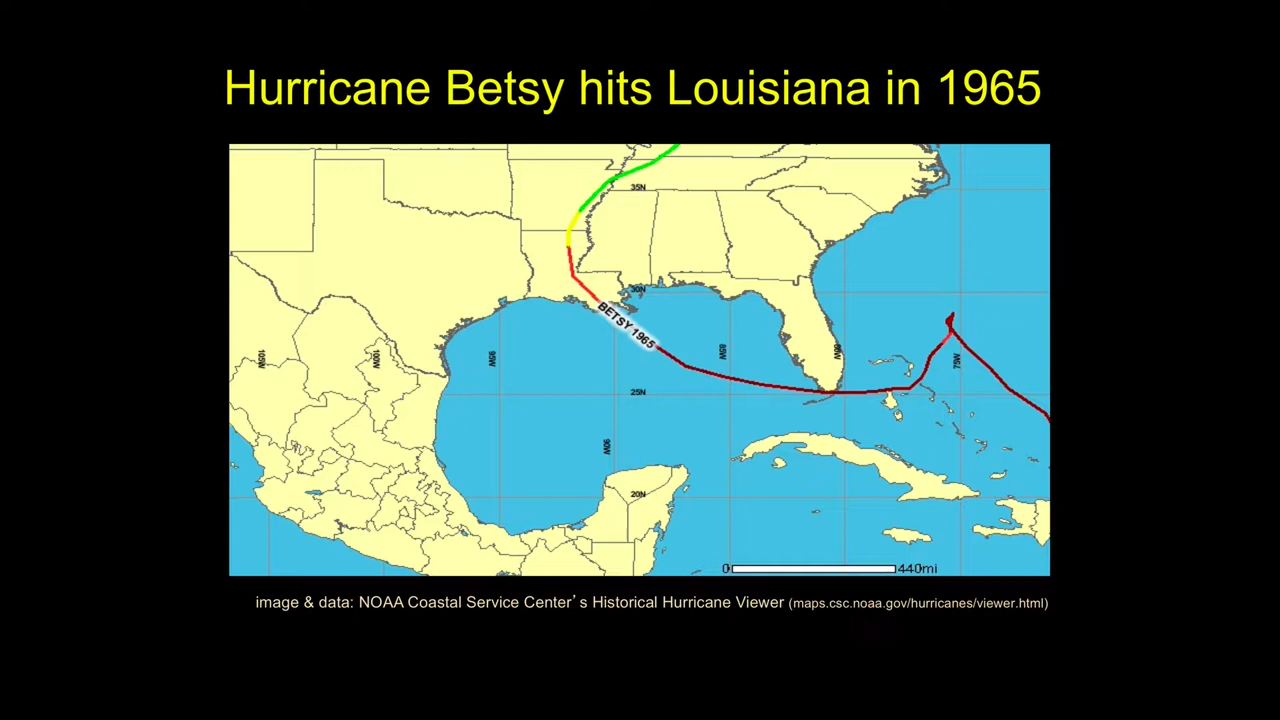 Hurricane Betsy hits Louisiana in 1965
35N
30N
BETSY 1965
105W
100W
95W
85W
80W
75W
25N
90W
20N
0 440mi
image & data: NOAA Coastal Service Center’s Historical Hurricane Viewer (maps.csc.noaa.gov/hurricanes/viewer.html)